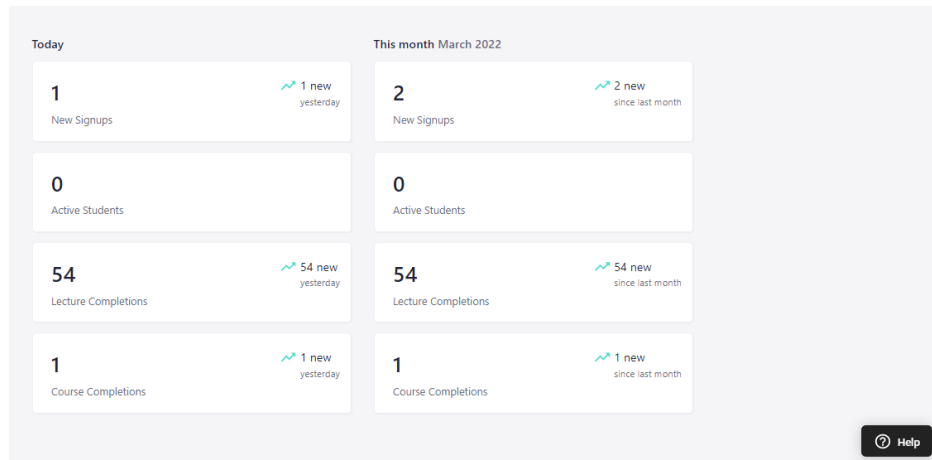 Today
1
1 new
yesterday
New Signups
0
Active Students
54
54 new
yesterday
Lecture Completions
1
1 new
yesterday
Course Completions
This month March 2022
2
2 new
since last month
New Signups
0
Active Students
54
54 new
since last month
Lecture Completions
1
1 new
since last month
Course Completions
? Help